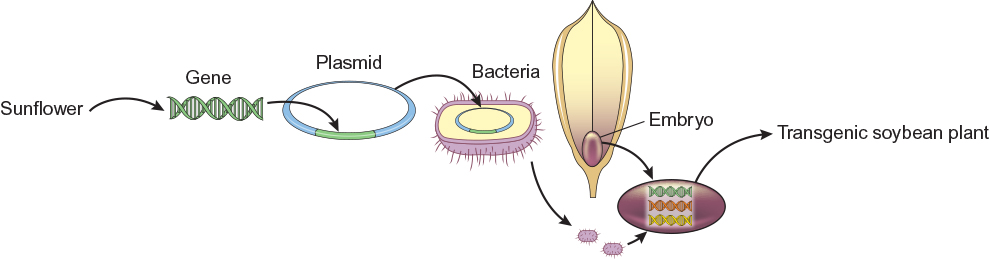 Sunflower
Gene
Plasmid
Bacteria
Embryo
Transgenic soybean plant